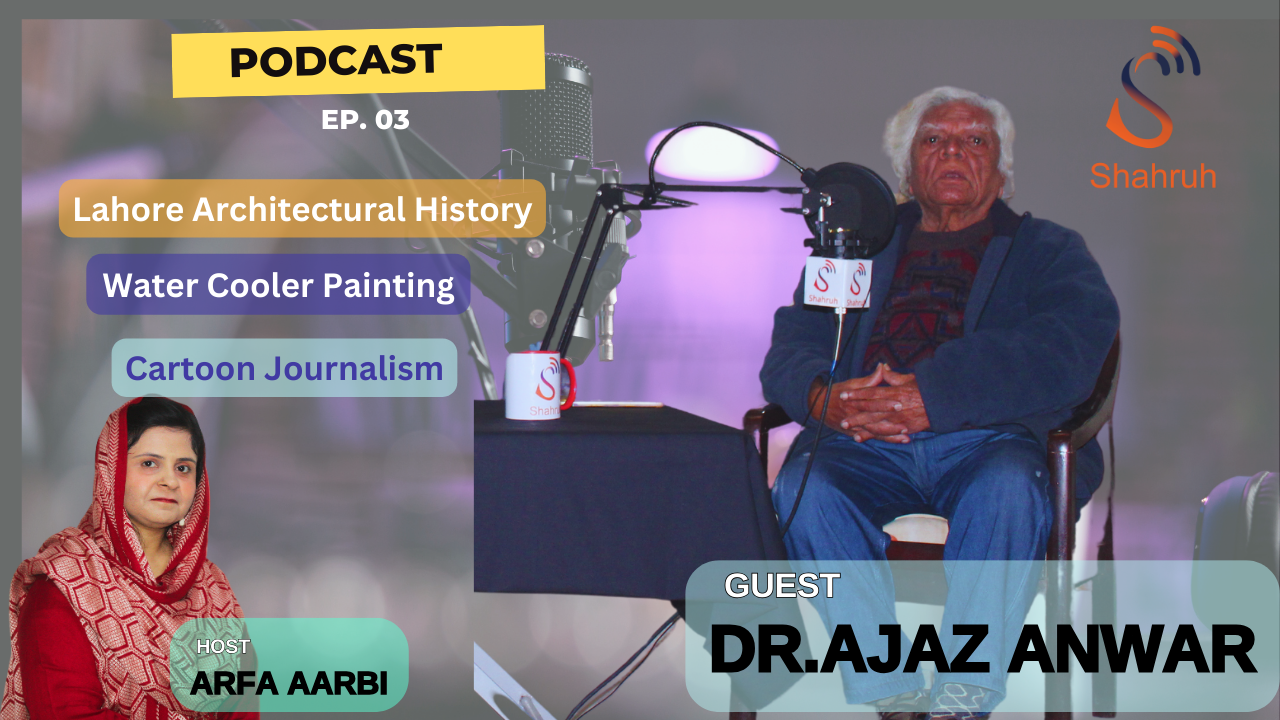 PODCAST
EP. 03
Lahore Architectural History
Water Cooler Painting
Cartoon Journalism
Shahruh
Shahruh Shahruh
Shahruh
HOST
ARFA AARBI
GUEST
DR.AJAZ ANWAR